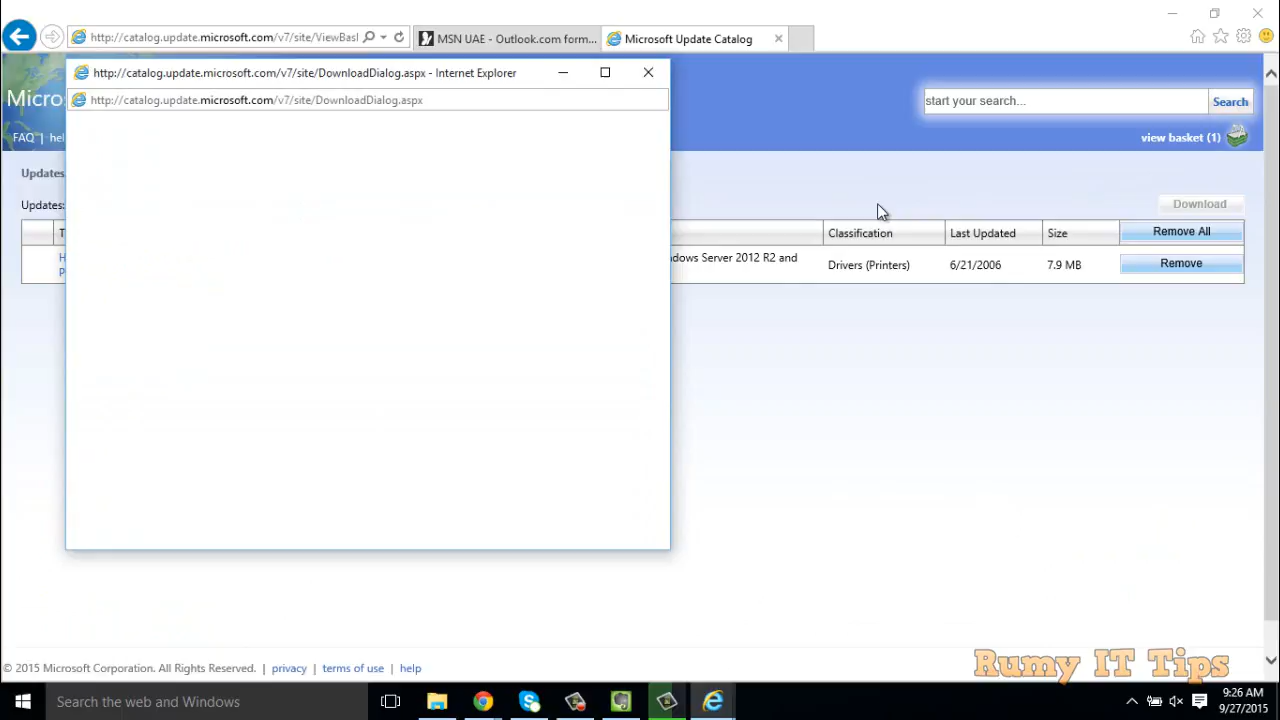 http://catalog.update.microsoft.com/v7/site/ViewBasl
MSN UAE - Outlook.com form...
Microsoft Update Catalog
http://catalog.update.microsoft.com/v7/site/DownloadDialog.aspx - Internet Explorer
http://catalog.update.microsoft.com/v7/site/DownloadDialog.aspx
Micro
start your search...
Search
FAQ | hel
view basket (1)
Updates
Updates:
Download
T
Classification
Last Updated
Size
Remove All
H
p
ndows Server 2012 R2 and
Drivers (Printers)
6/21/2006
7.9 MB
Remove
© 2015 Microsoft Corporation. All Rights Reserved. | privacy | terms of use | help
Rumy IT Tips
Search the web and Windows
9:26 AM
9/27/2015